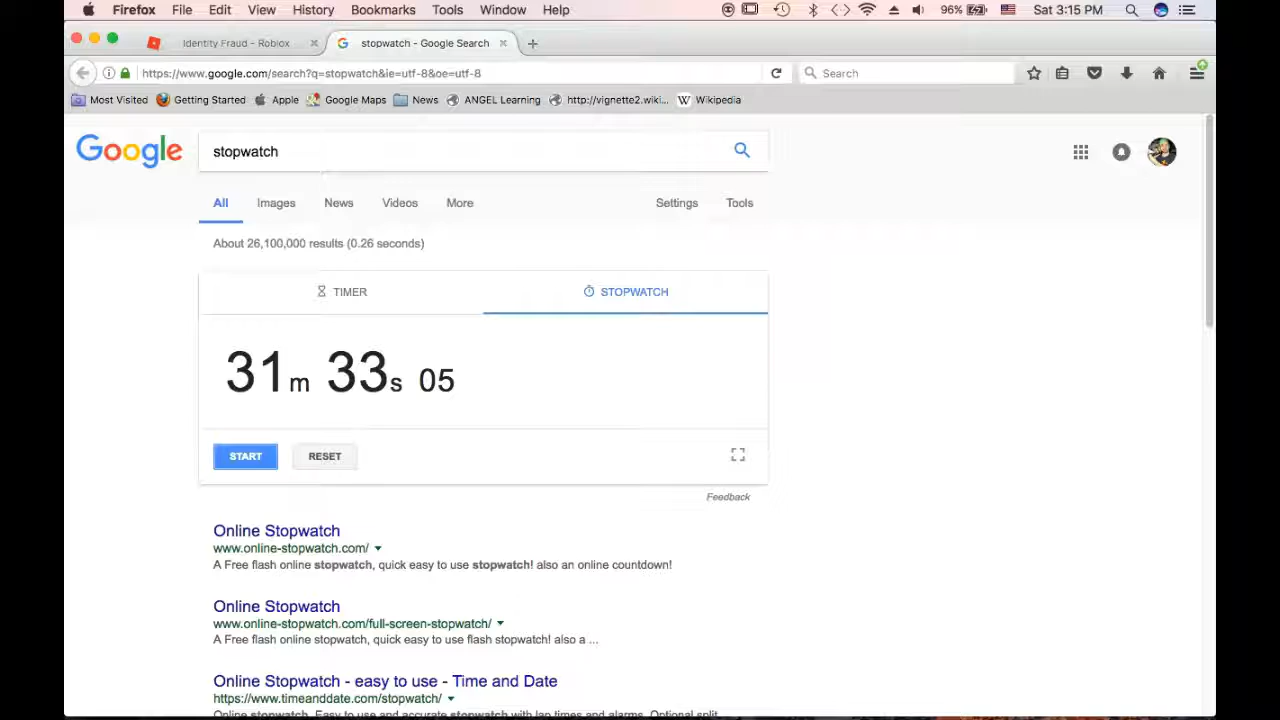 Firefox File Edit View History Bookmarks Tools Window Help 96% Sat 3:15 PM
Identity Fraud - Roblox stopwatch - Google Search
https://www.google.com/search?q=stopwatch&ie=utf-8&oe=utf-8 Search
Most Visited Getting Started Apple Google Maps News ANGEL Learning http://vignette2.wiki... Wikipedia
Google stopwatch
All Images News Videos More Settings Tools
About 26,100,000 results (0.26 seconds)
TIMER STOPWATCH
31m 33s 05
START RESET
Feedback
Online Stopwatch
www.online-stopwatch.com/
A Free flash online stopwatch, quick easy to use stopwatch! also an online countdown!
Online Stopwatch
www.online-stopwatch.com/full-screen-stopwatch/
A Free flash online stopwatch, quick easy to use flash stopwatch! also a ...
Online Stopwatch - easy to use - Time and Date
https://www.timeanddate.com/stopwatch/
Online stopwatch. Easy to use and accurate stopwatch with lap times and alarms. Optional split